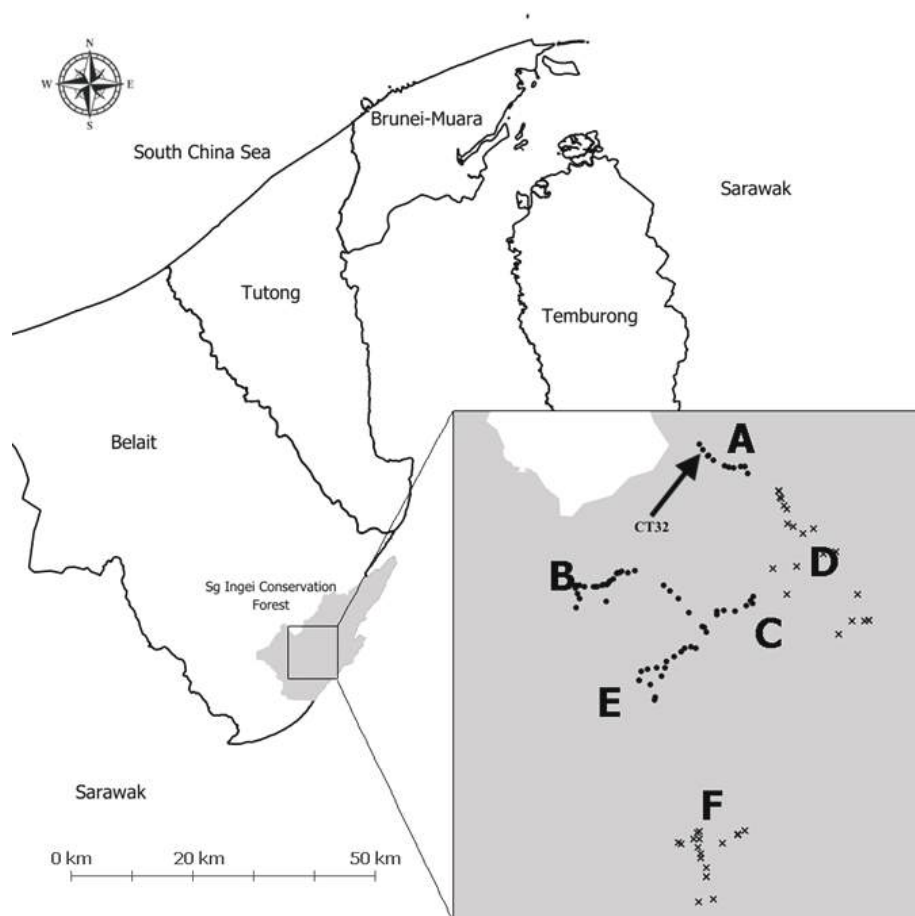 N
W E
S
South China Sea
Brunei-Muara
Sarawak
Tutong
Temburong
Belait
A
CT32
D
B
Sg Ingei Conservation
Forest
C
E
Sarawak
F
0 km 20 km 50 km